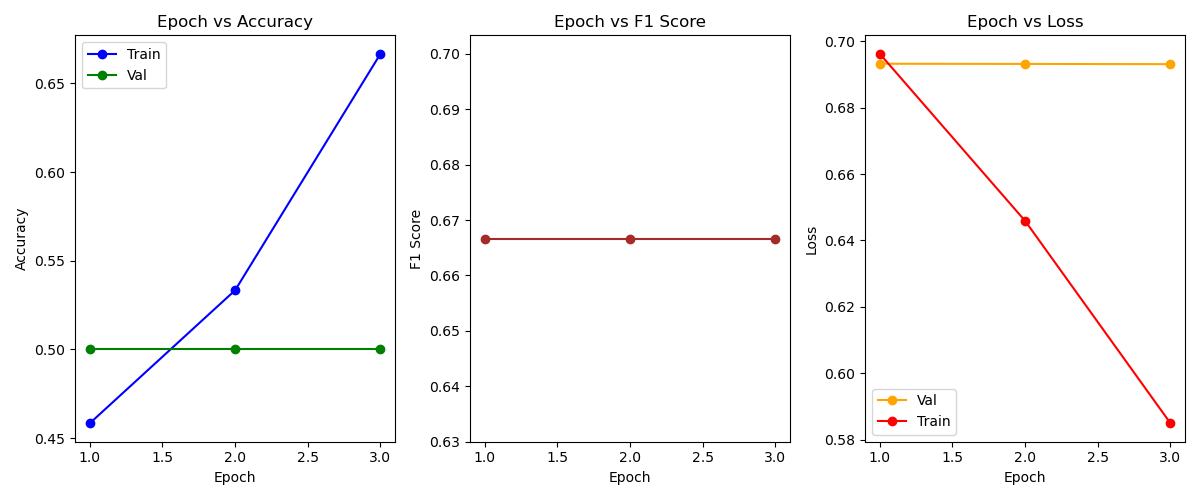 Epoch vs Accuracy
Train
Val
0.65
0.60
0.55
0.50
0.45
Accuracy
1.0 1.5 2.0 2.5 3.0
Epoch
Epoch vs F1 Score
0.70
0.69
0.68
0.67
0.66
0.65
0.64
0.63
F1 Score
1.0 1.5 2.0 2.5 3.0
Epoch
Epoch vs Loss
0.70
0.68
0.66
0.64
0.62
0.60
0.58
Loss
Val
Train
1.0 1.5 2.0 2.5 3.0
Epoch